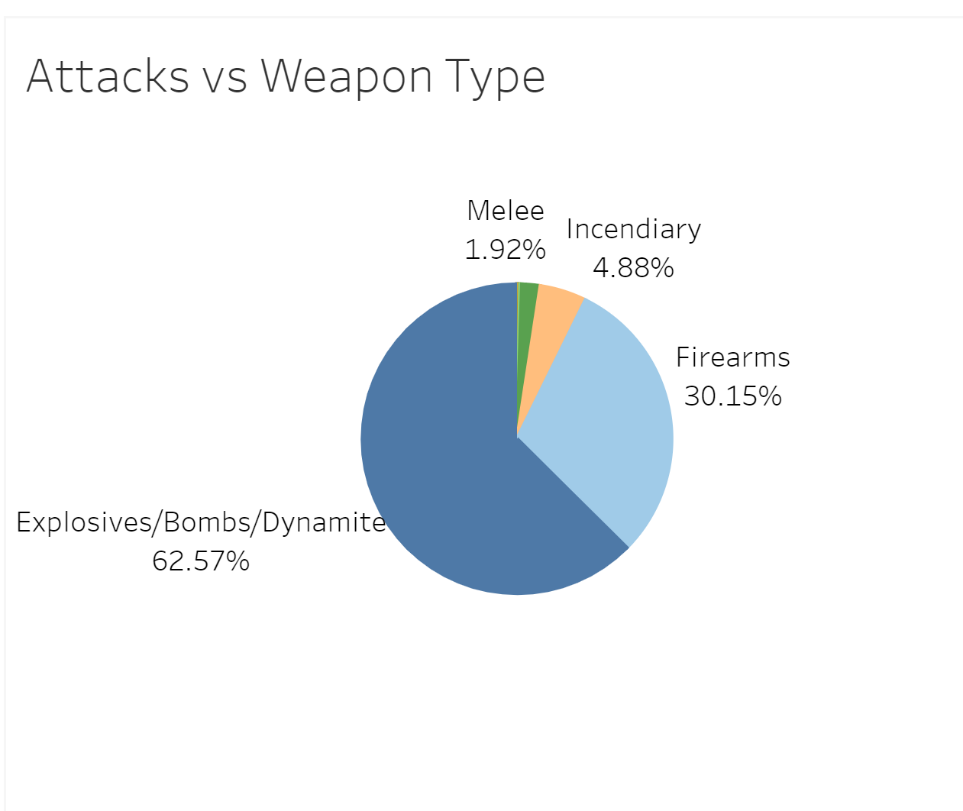 Attacks vs Weapon Type
Melee
1.92%
Incendiary
4.88%
Firearms
30.15%
Explosives/Bombs/Dynamite
62.57%